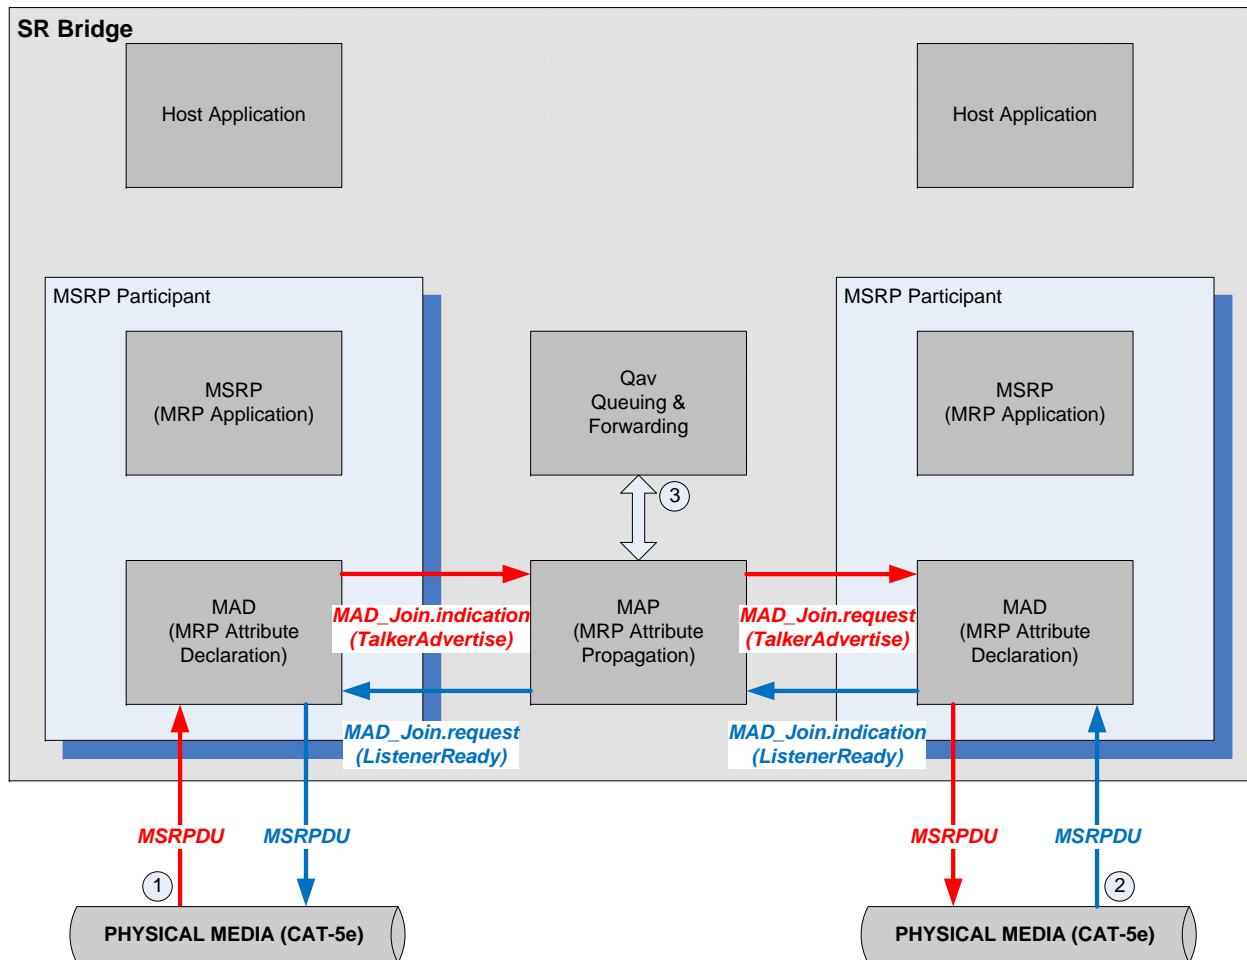 SR Bridge
Host Application
Host Application
MSRP Participant
MSRP Participant
MSRP
(MRP Application)
Qav
Queuing &
Forwarding
MSRP
(MRP Application)
3
MAD
(MRP Attribute
Declaration)
MAD_Join.indication
(TalkerAdvertise)
MAP
(MRP Attribute
Propagation)
MAD_Join.request
(TalkerAdvertise)
MAD
(MRP Attribute
Declaration)
MAD_Join.request
(ListenerReady)
MAD_Join.indication
(ListenerReady)
MSRPDU
MSRPDU
MSRPDU
MSRPDU
1
2
PHYSICAL MEDIA (CAT-5e)
PHYSICAL MEDIA (CAT-5e)